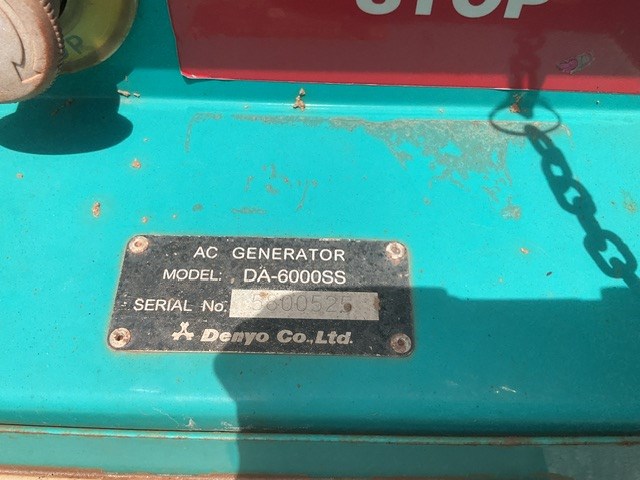 STOP
AC GENERATOR
MODEL: DA-6000SS
SERIAL No.
Denyo Co.,Ltd.